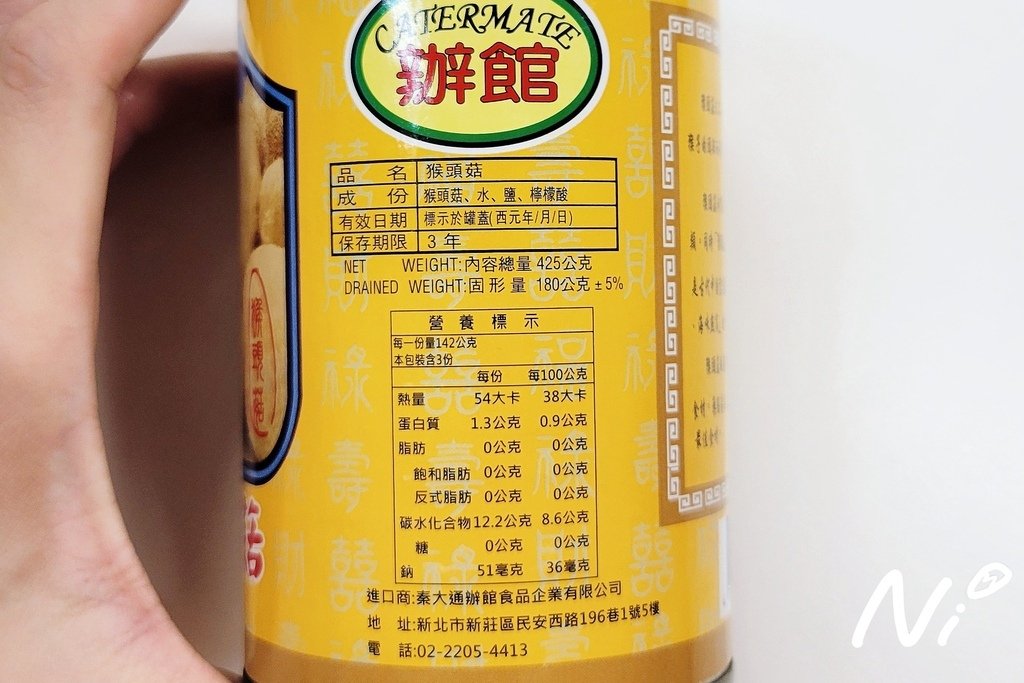 CATERMATE
辦館
品名 猴頭菇
成份 猴頭菇、水、鹽、檸檬酸
有效日期 標示於罐蓋(西元年/月/日)
保存期限 3年
NET WEIGHT:內容總量 425公克
DRAINED WEIGHT:固形量 180公克±5%
營養標示
每一份量142公克
本包裝含3份
每份 每100公克
熱量 54大卡 38大卡
蛋白質 1.3公克 0.9公克
脂肪 0公克 0公克
飽和脂肪 0公克 0公克
反式脂肪 0公克 0公克
碳水化合物 12.2公克 8.6公克
糖 0公克 0公克
鈉 51毫克 36毫克
進口商:秦大通辦館食品企業有限公司
地址:新北市新莊區民安西路196巷1號5樓
電話:02-2205-4413
猴頭菇
菇
Ni